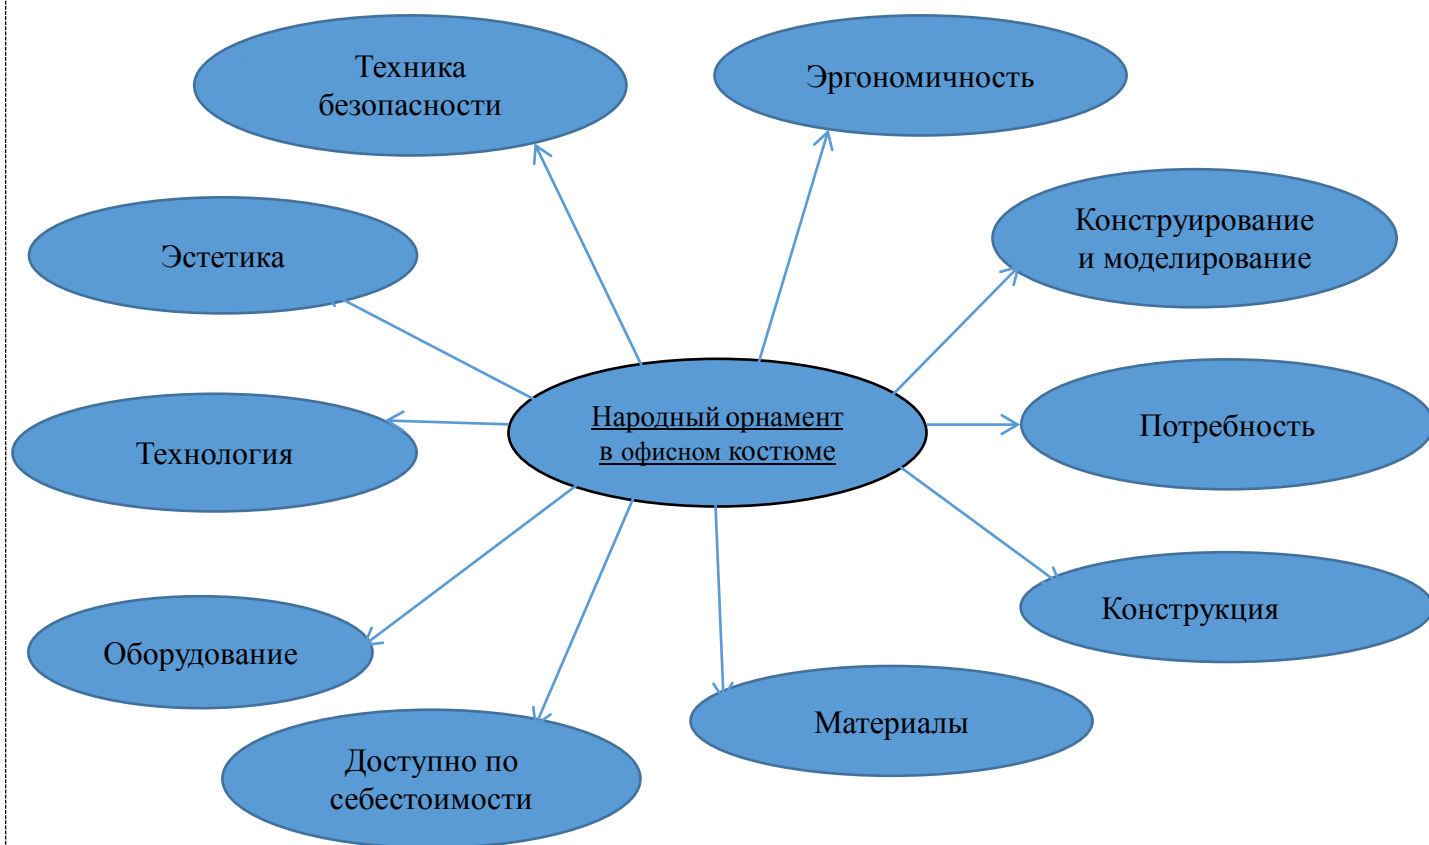 Техника
безопасности
Эргономичность
Конструирование
и моделирование
Эстетика
Народный орнамент
в офисном костюме
Потребность
Технология
Конструкция
Оборудование
Материалы
Доступно по
себестоимости